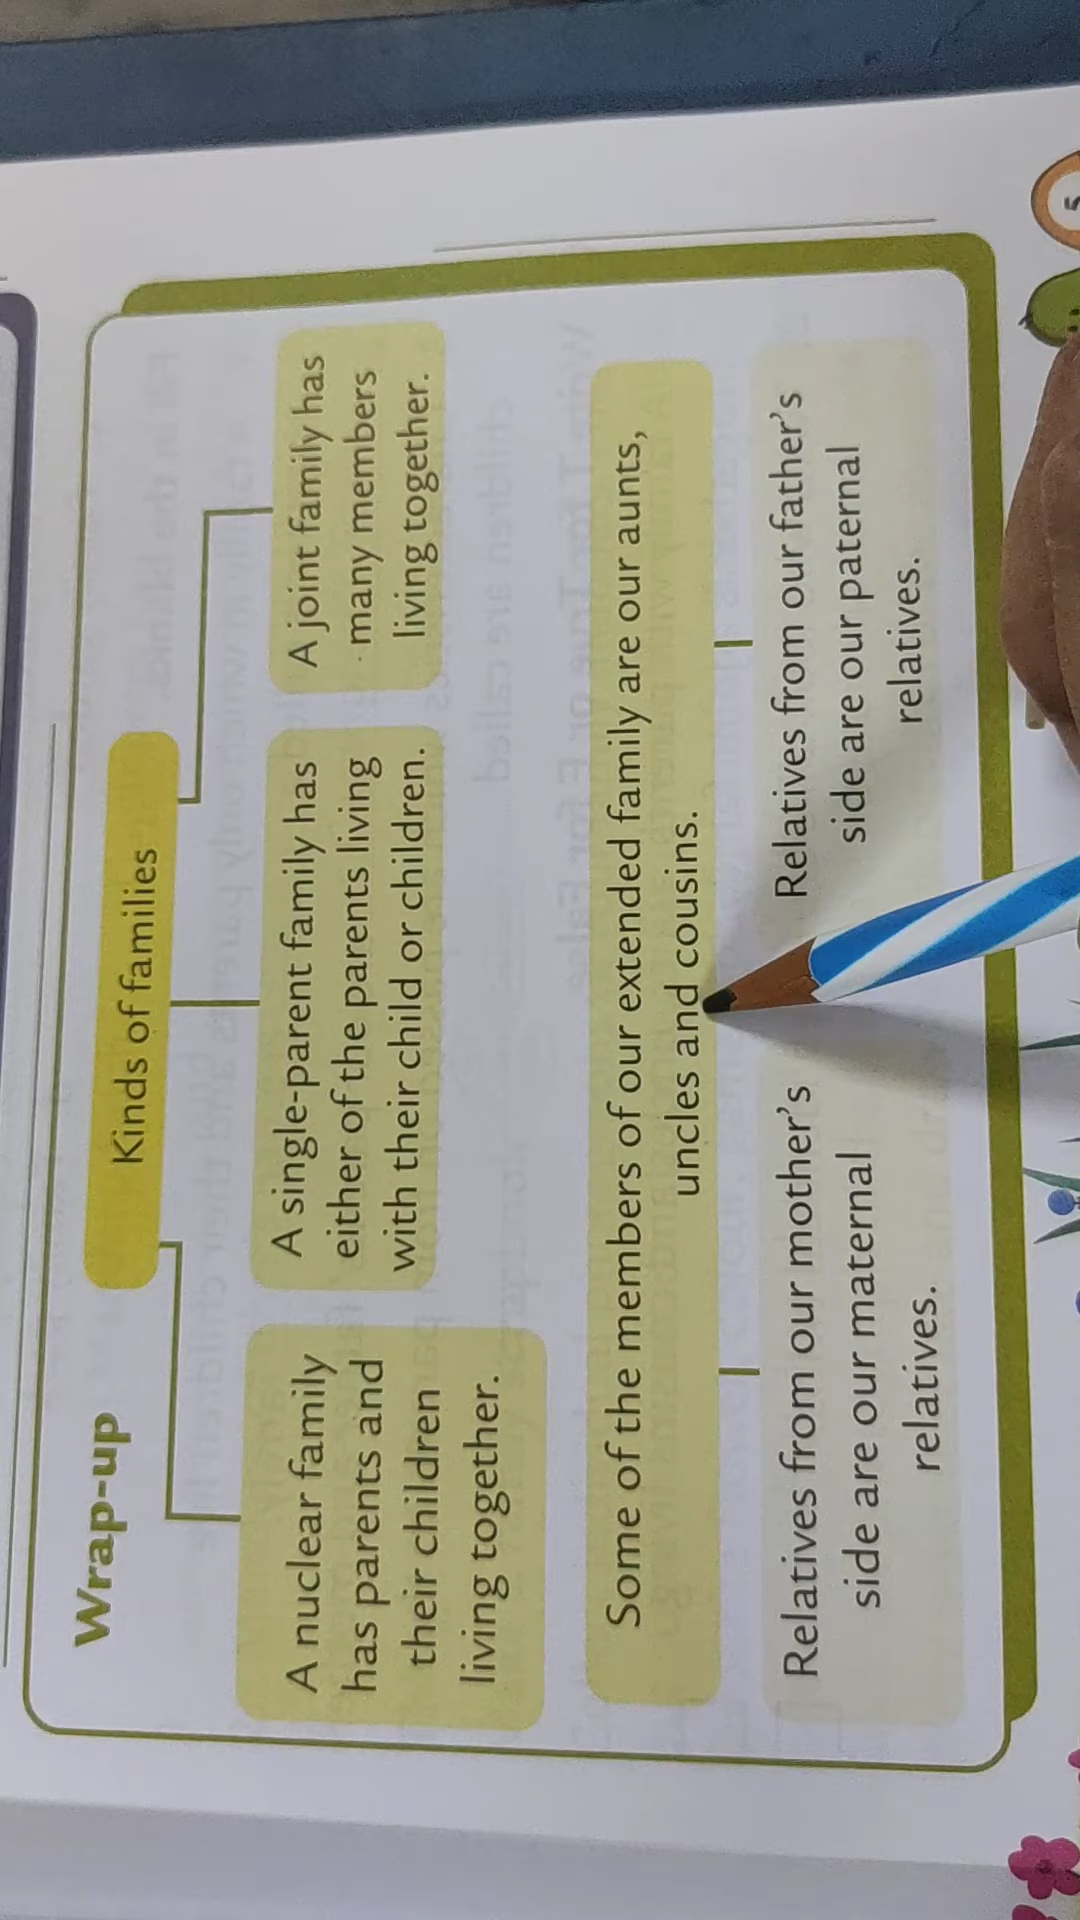 Wrap-up
Kinds of families
A nuclear family
has parents and
their children
living together.
A single-parent family has
either of the parents living
with their child or children.
A joint family has
many members
living together.
Some of the members of our extended family are our aunts,
uncles and cousins.
Relatives from our mother's
side are our maternal
relatives.
Relatives from our father's
side are our paternal
relatives.